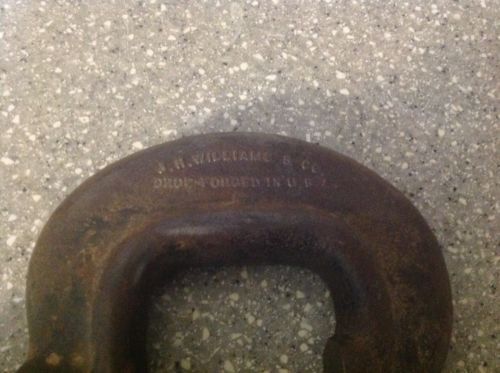 J.H.WILLIAMS & CO.
DROP-FORGED IN U.S.A.